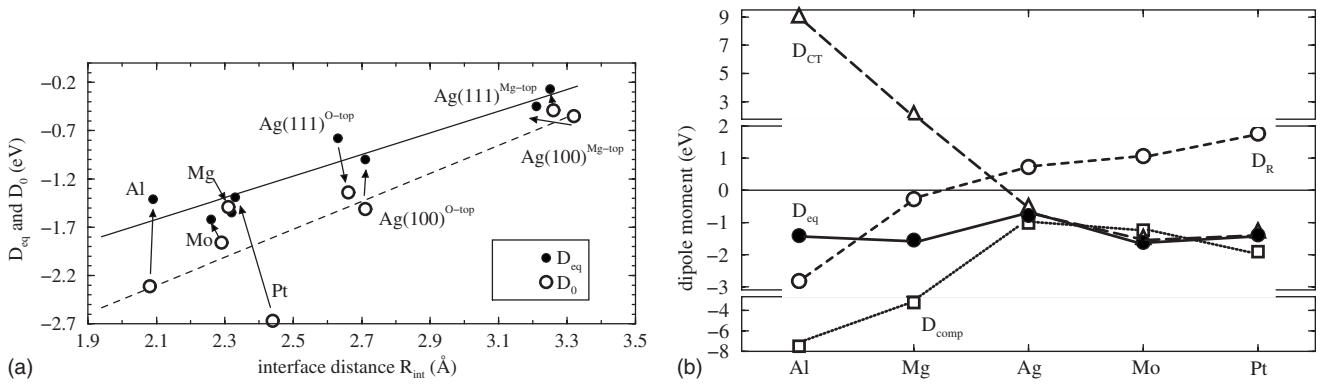 D_eq and D_0 (eV)
−0.2
−0.7
−1.2
−1.7
−2.2
−2.7
1.9 2.1 2.3 2.5 2.7 2.9 3.1 3.3 3.5
interface distance R_int (Å)
Al
Mg
Mo
Pt
Ag(111)^O−top
Ag(100)^O−top
Ag(111)^Mg−top
Ag(100)^Mg−top
D_eq
D_0
(a)
dipole moment (eV)
9
7
5
3
2
1
0
−1
−2
−3
−4
−6
−8
D_CT
D_R
D_eq
D_comp
Al Mg Ag Mo Pt
(b)